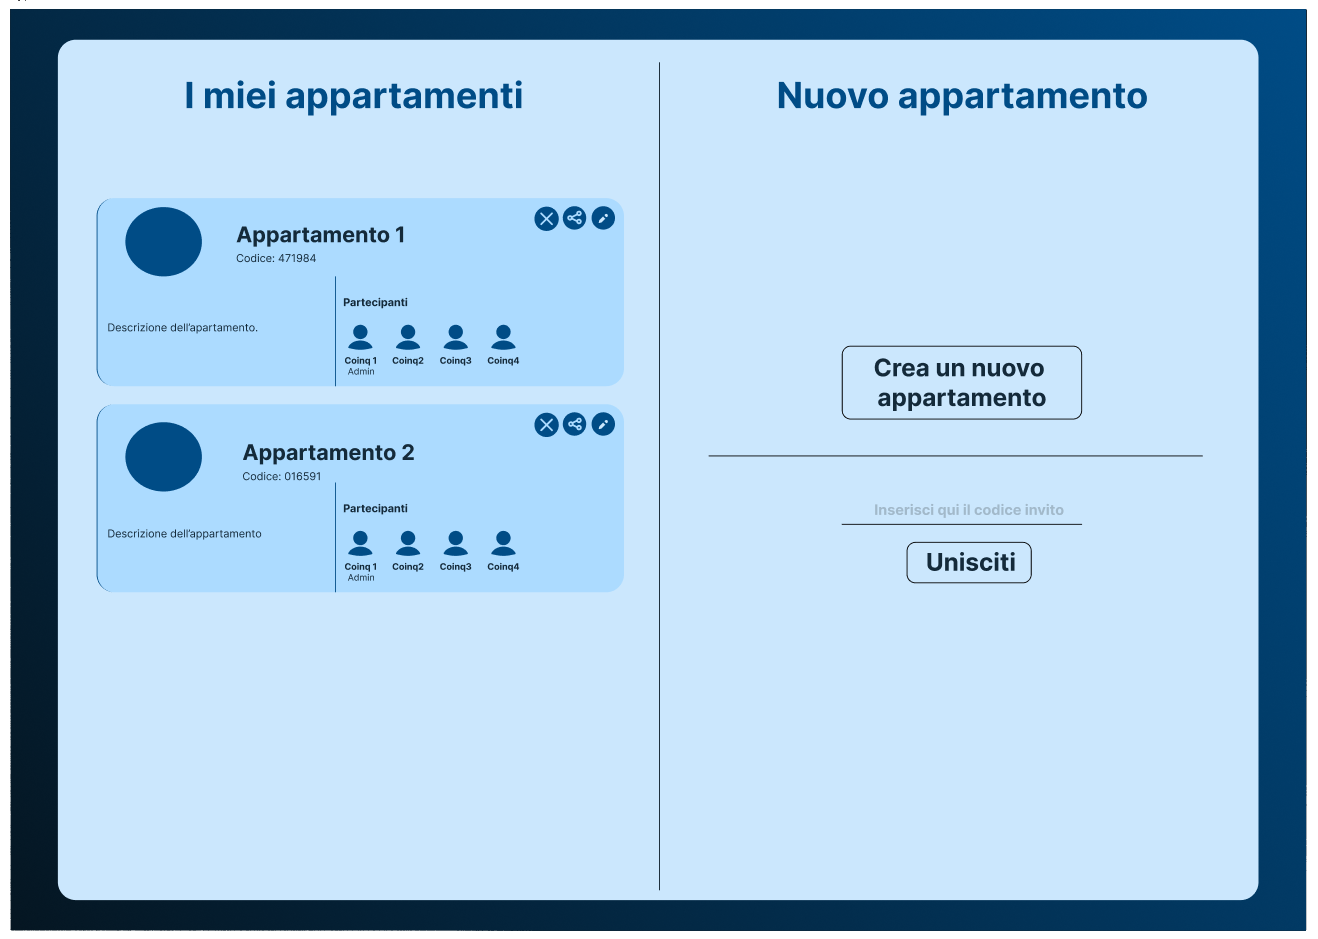 I miei appartamenti
Appartamento 1
Codice: 471984
Partecipanti
Descrizione dell'apartamento.
Coinq 1 Coinq2 Coinq3 Coinq4
Admin
Appartamento 2
Codice: 016591
Partecipanti
Descrizione dell'appartamento
Coinq 1 Coinq2 Coinq3 Coinq4
Admin
Nuovo appartamento
Crea un nuovo
appartamento
Inserisci qui il codice invito
Unisciti